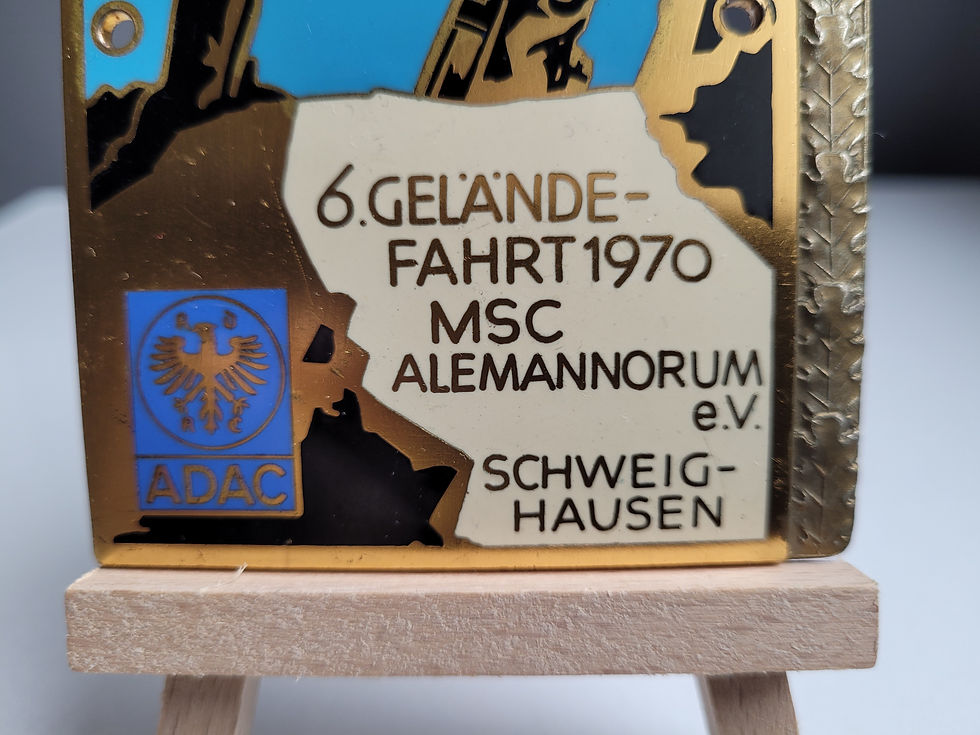 6. GELÄNDE-
FAHRT 1970
MSC
ALEMANNORUM
e.V.
SCHWEIG-
HAUSEN
ADAC